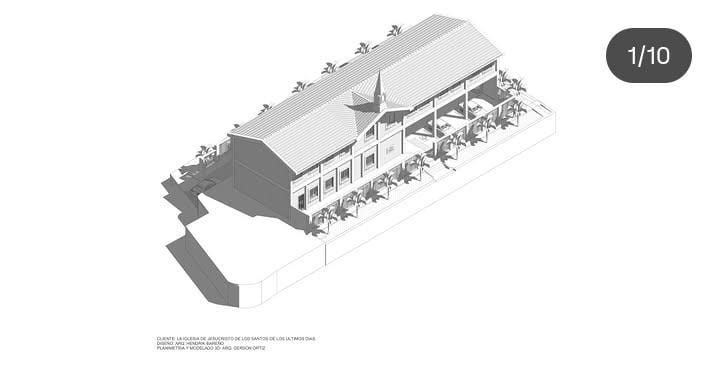 1/10
CLIENTE: LA IGLESIA DE JESUCRISTO DE LOS SANTOS DE LOS ULTIMOS DIAS
DISEÑO: ARQ. HENDRIK BAREÑO
PLANIMETRIA Y MODELADO 3D: ARQ. GERSON ORTIZ